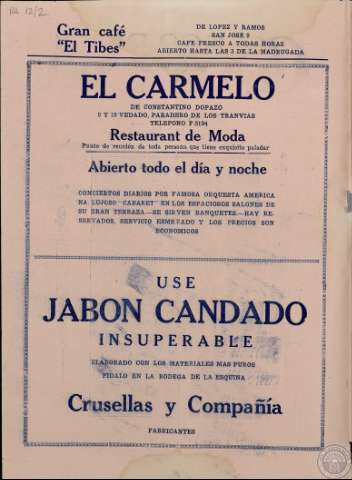 Gran café
"El Tibes"
DE LOPEZ Y RAMOS
SAN JOSE 9
CAFE FRESCO A TODAS HORAS
ABIERTO HASTA LAS 3 DE LA MADRUGADA
EL CARMELO
DE CONSTANTINO DOPAZO
9 Y 18 VEDADO, PARADERO DE LOS TRANVIAS
TELEFONO F.5194
Restaurant de Moda
Punto de reunión de toda persona que tiene exquisito paladar
Abierto todo el día y noche
CONCIERTOS DIARIOS POR FAMOSA ORQUESTA AMERICA
NA LUJOSO "CABARET" EN LOS ESPACIOSOS SALONES DE
SU GRAN TERRAZA—SE SIRVEN BANQUETES—HAY RE-
SERVADOS, SERVICIO ESMERADO Y LOS PRECIOS SON
ECONOMICOS
USE
JABON CANDADO
INSUPERABLE
ELABORADO CON LOS MATERIALES MAS PUROS
PIDALO EN LA BODEGA DE LA ESQUINA
Crusellas y Compañía
FABRICANTES